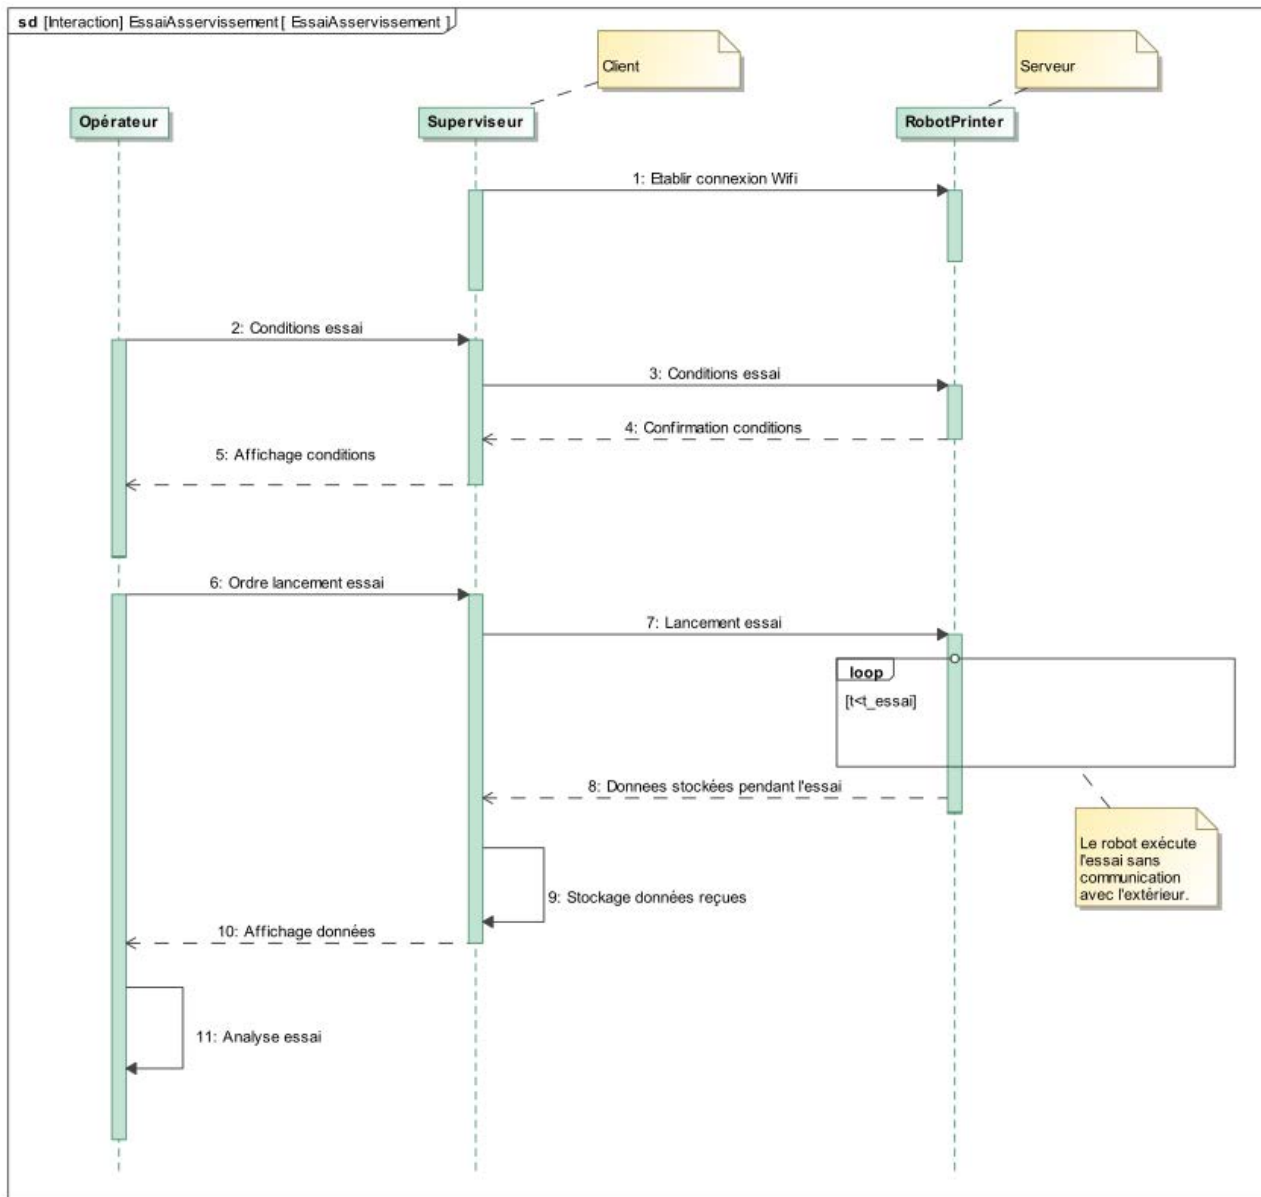 sd [Interaction] EssaiAsservissement [ EssaiAsservissement ]
Client
Serveur
Opérateur
Superviseur
RobotPrinter
1: Etablir connexion Wifi
2: Conditions essai
3: Conditions essai
4: Confirmation conditions
5: Affichage conditions
6: Ordre lancement essai
7: Lancement essai
loop
[t<t_essai]
8: Donnees stockées pendant l'essai
Le robot exécute
l'essai sans
communication
avec l'extérieur.
9: Stockage données reçues
10: Affichage données
11: Analyse essai